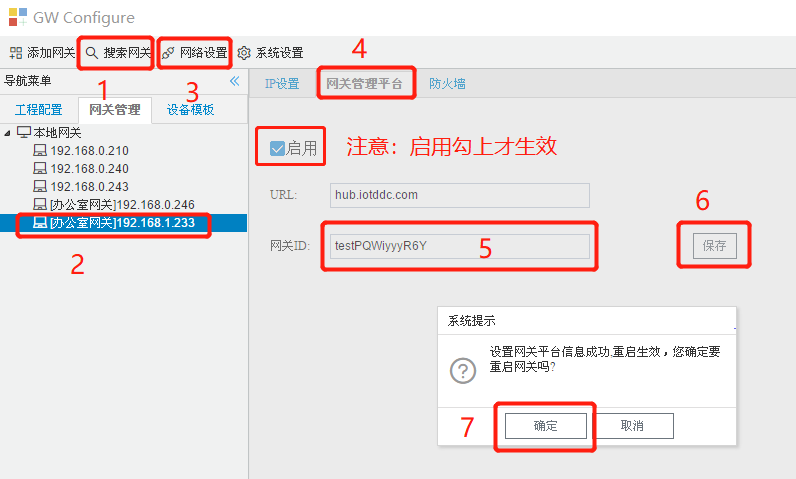 GW Configure
添加网关 搜索网关 网络设置 系统设置
4
导航菜单
1
3
IP设置 网关管理平台 防火墙
工程配置 网关管理 设备模板
本地网关
192.168.0.210
192.168.0.240
192.168.0.243
[办公室网关]192.168.0.246
[办公室网关]192.168.1.233
2
启用 注意：启用勾上才生效
URL: hub.iotddc.com
6
网关ID: testPQWiyyyR6Y 5 保存
系统提示
设置网关平台信息成功,重启生效，您确定要
重启网关吗?
7 确定 取消